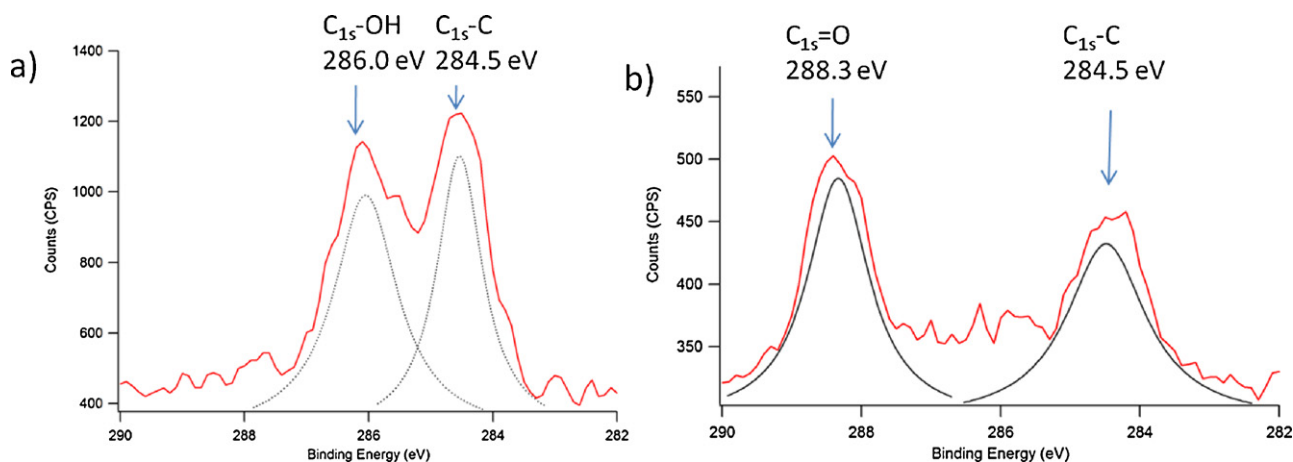 a)
C1s-OH
286.0 eV
C1s-C
284.5 eV
1400
1200
1000
800
600
400
Counts (CPS)
290
288
286
284
282
Binding Energy (eV)
b)
C1s=O
288.3 eV
C1s-C
284.5 eV
550
500
450
400
350
Counts (CPS)
290
288
286
284
282
Binding Energy (eV)